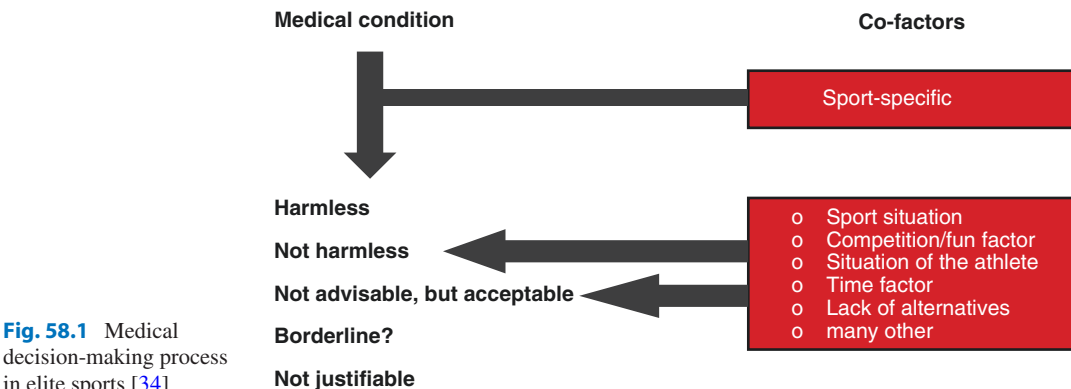 Medical condition
Co-factors
Sport-specific
Harmless
Not harmless
Not advisable, but acceptable
Borderline?
Not justifiable
o Sport situation
o Competition/fun factor
o Situation of the athlete
o Time factor
o Lack of alternatives
o many other
Fig. 58.1 Medical
decision-making process
in elite sports [34]